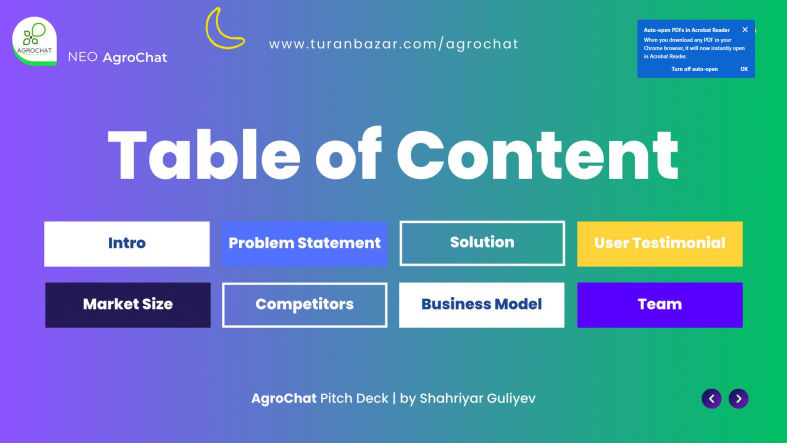 AGROCHAT
NEO AgroChat
www.turanbazar.com/agrochat
Auto-open PDFs in Acrobat Reader
When you download any PDF in your
Chrome browser, it will now instantly open
in Acrobat Reader.
Turn off auto-open OK
Table of Content
Intro
Problem Statement
Solution
User Testimonial
Market Size
Competitors
Business Model
Team
AgroChat Pitch Deck | by Shahriyar Guliyev